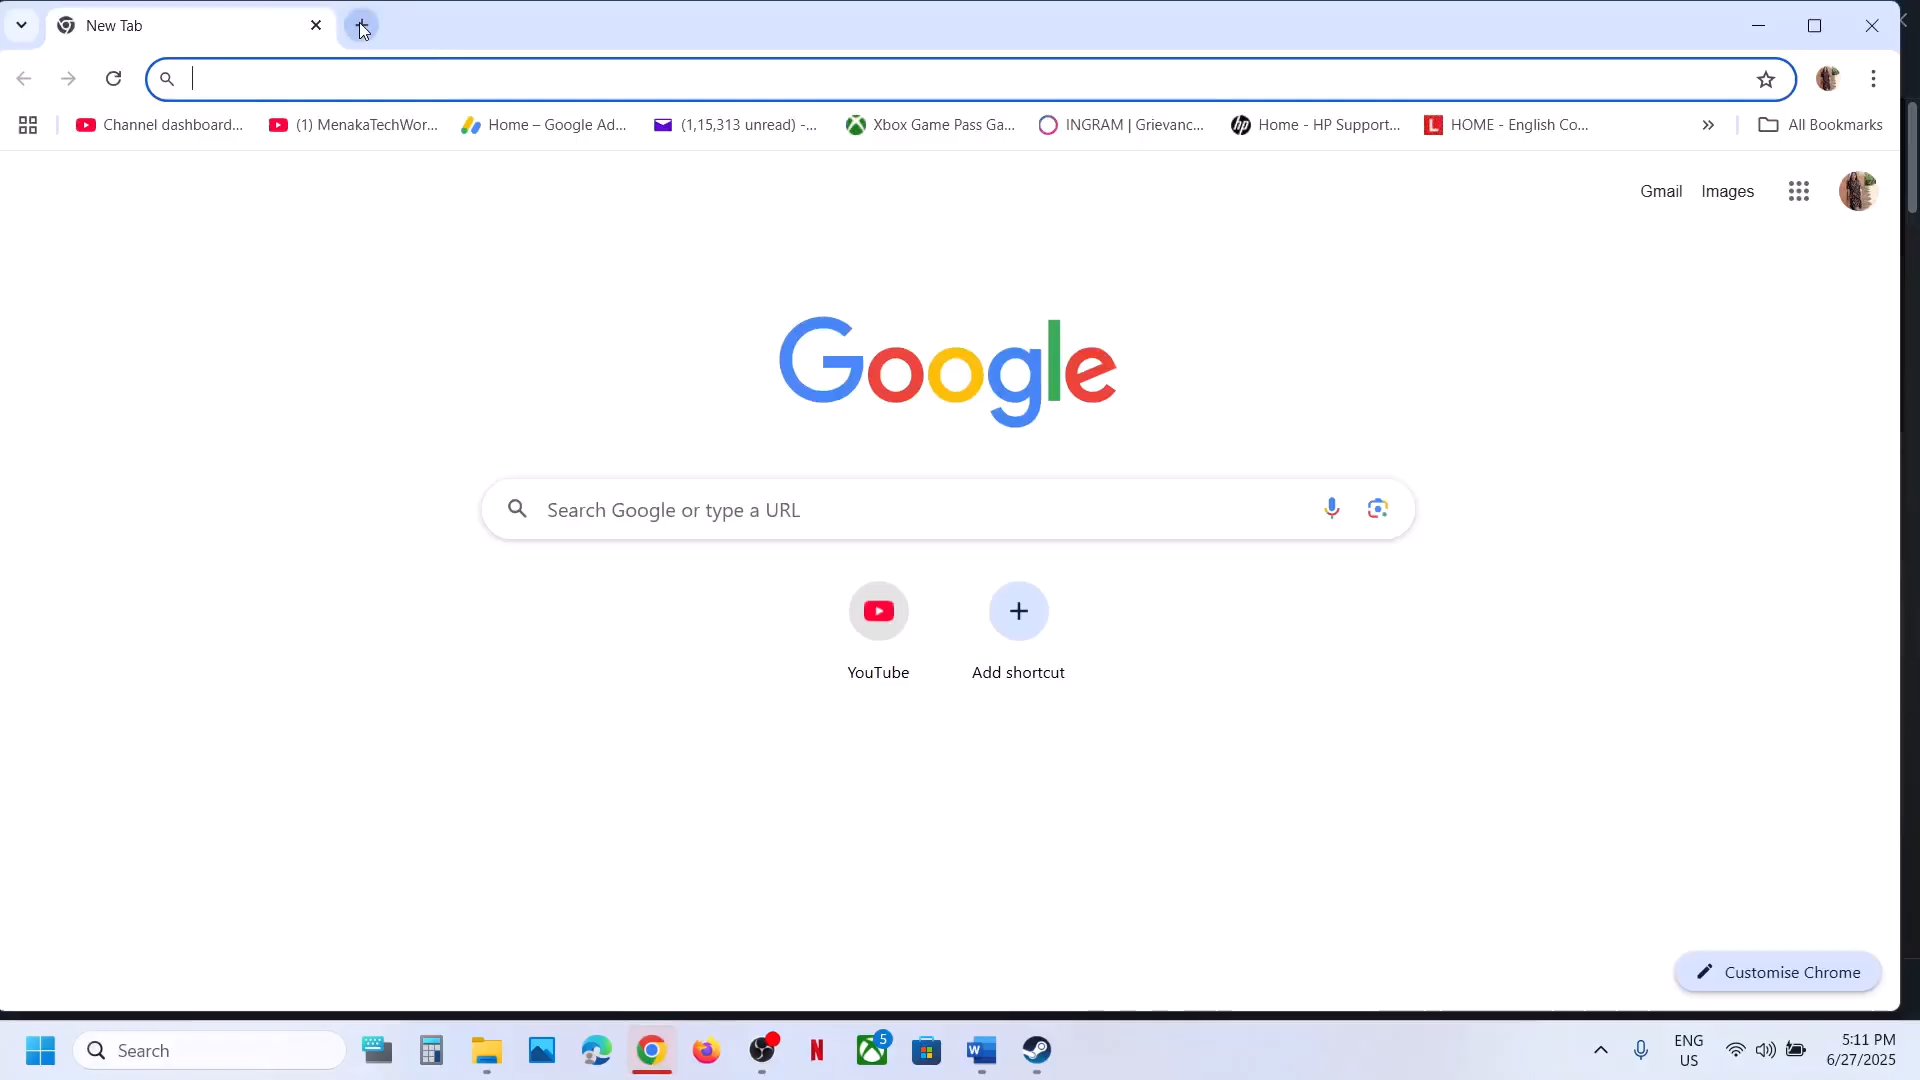 New Tab
Channel dashboard...
(1) MenakaTechWor...
Home – Google Ad...
(1,15,313 unread) -...
Xbox Game Pass Ga...
INGRAM | Grievanc...
Home - HP Support...
HOME - English Co...
»
All Bookmarks
Gmail
Images
Google
Search Google or type a URL
YouTube
Add shortcut
Customise Chrome
Search
5
ENG
US
5:11 PM
6/27/2025